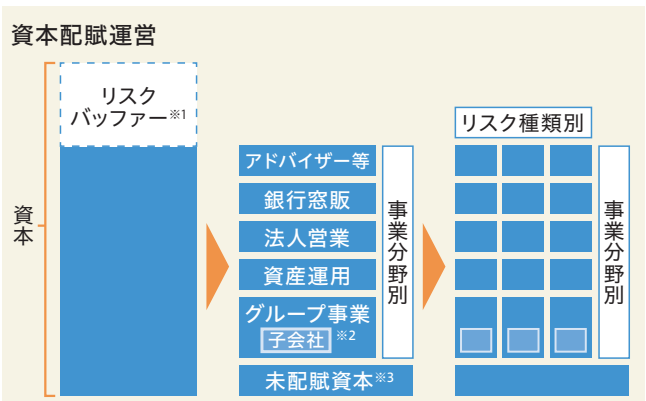 資本配賦運営
リスク
バッファー※1
資本
アドバイザー等
銀行窓販
法人営業
資産運用
グループ事業
子会社 ※2
事業分野別
未配賦資本※3
リスク種類別
事業分野別